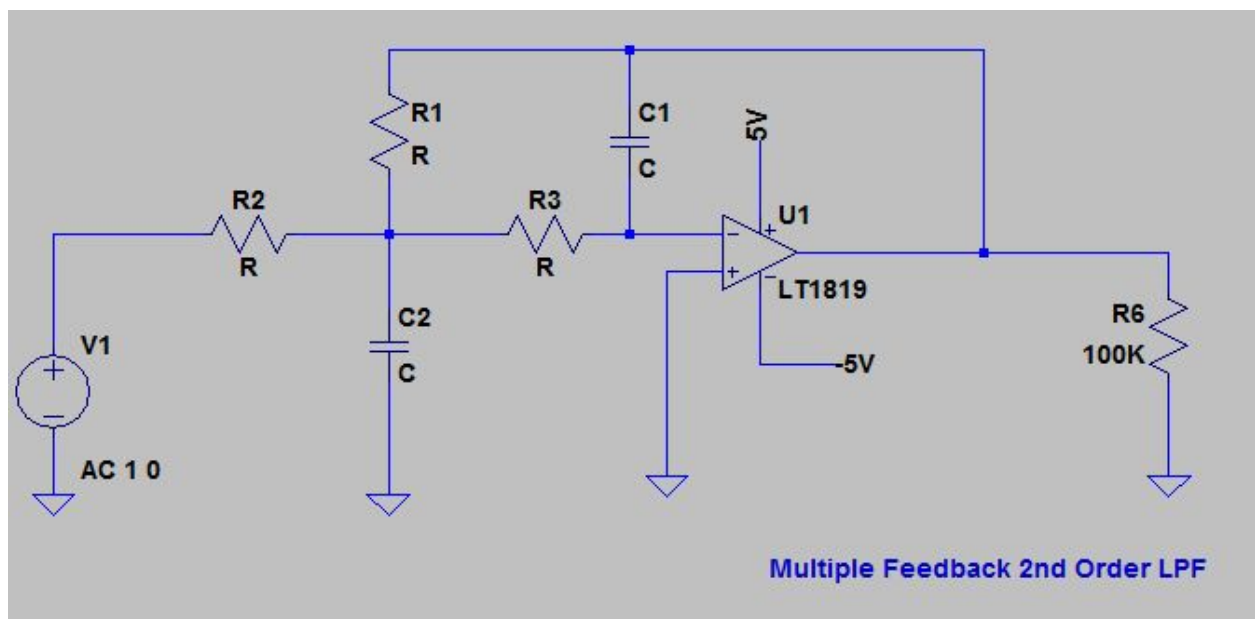 R1
R
C1
C
5V
R2
R
R3
R
U1
+
−
−
+
LT1819
-5V
C2
C
V1
+
−
AC 1 0
R6
100K
Multiple Feedback 2nd Order LPF